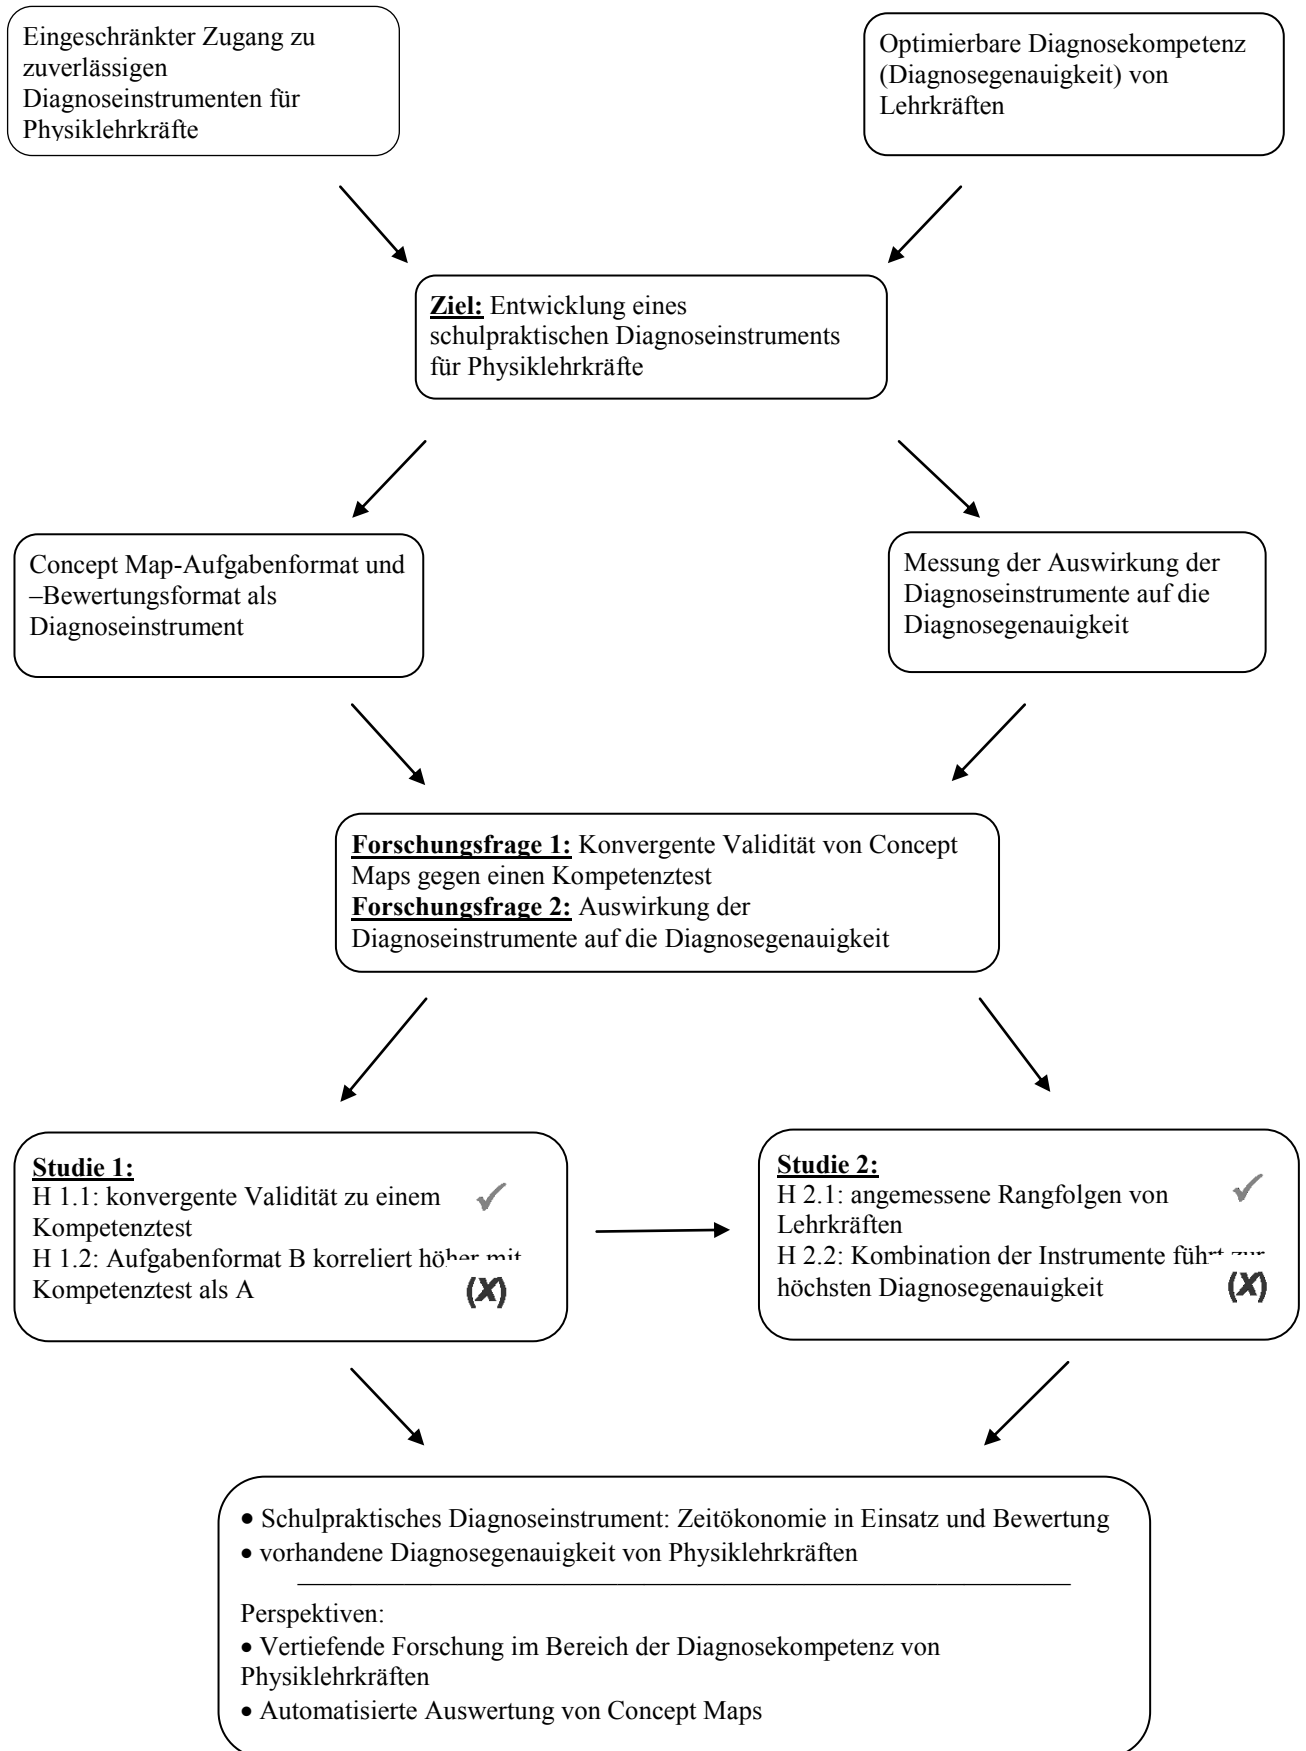 Eingeschränkter Zugang zu
zuverlässigen
Diagnoseinstrumenten für
Physiklehrkräfte
Optimierbare Diagnosekompetenz
(Diagnosegenauigkeit) von
Lehrkräften
Ziel: Entwicklung eines
schulpraktischen Diagnoseinstruments
für Physiklehrkräfte
Concept Map-Aufgabenformat und
–Bewertungsformat als
Diagnoseinstrument
Messung der Auswirkung der
Diagnoseinstrumente auf die
Diagnosegenauigkeit
Forschungsfrage 1: Konvergente Validität von Concept
Maps gegen einen Kompetenztest
Forschungsfrage 2: Auswirkung der
Diagnoseinstrumente auf die Diagnosegenauigkeit
Studie 1:
H 1.1: konvergente Validität zu einem ✓
Kompetenztest
H 1.2: Aufgabenformat B korreliert höher mit
Kompetenztest als A (X)
Studie 2:
H 2.1: angemessene Rangfolgen von ✓
Lehrkräften
H 2.2: Kombination der Instrumente führt zur
höchsten Diagnosegenauigkeit (X)
• Schulpraktisches Diagnoseinstrument: Zeitökonomie in Einsatz und Bewertung
• vorhandene Diagnosegenauigkeit von Physiklehrkräften
Perspektiven:
• Vertiefende Forschung im Bereich der Diagnosekompetenz von
Physiklehrkräften
• Automatisierte Auswertung von Concept Maps